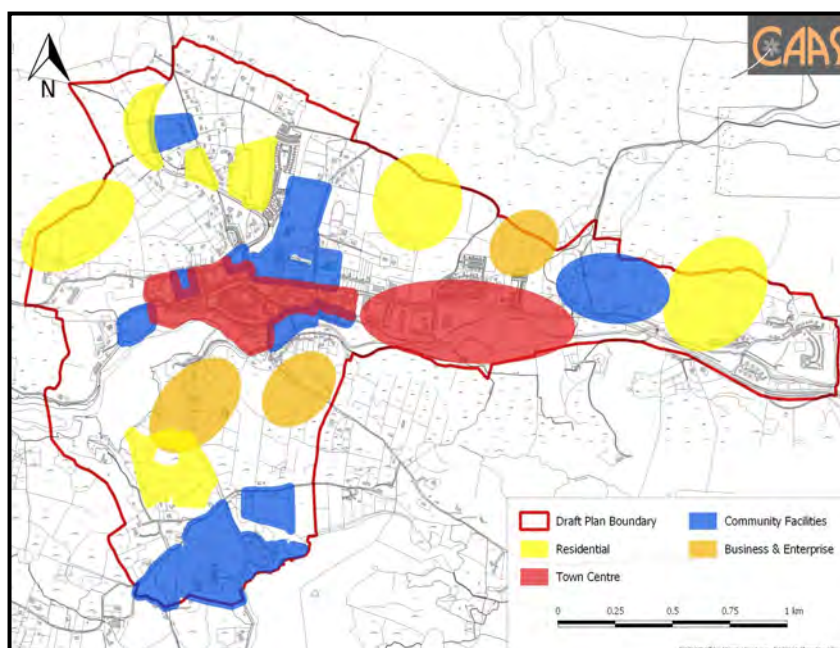 CAAS
N
Draft Plan Boundary
Residential
Town Centre
Community Facilities
Business & Enterprise
0 0.25 0.5 0.75 1 km